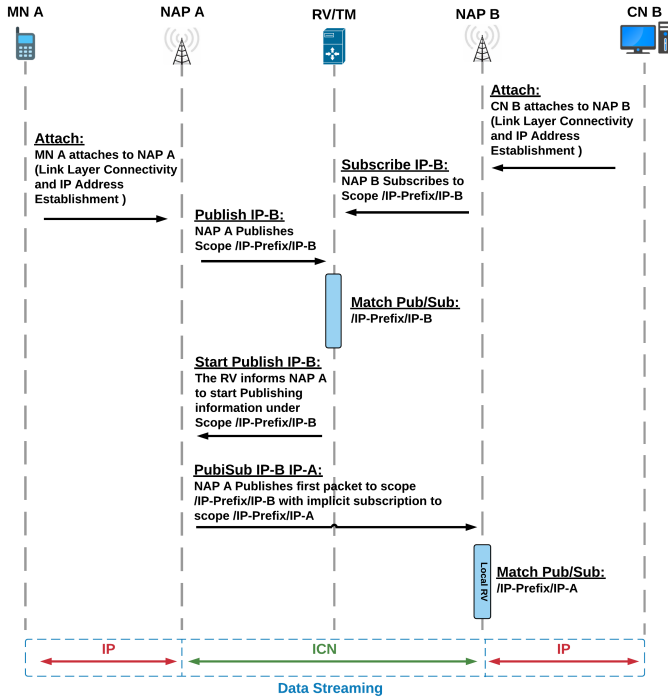 MN A
NAP A
RV/TM
NAP B
CN B
Attach:
CN B attaches to NAP B
(Link Layer Connectivity
and IP Address
Establishment )
Attach:
MN A attaches to NAP A
(Link Layer Connectivity
and IP Address
Establishment )
Subscribe IP-B:
NAP B Subscribes to
Scope /IP-Prefix/IP-B
Publish IP-B:
NAP A Publishes
Scope /IP-Prefix/IP-B
Match Pub/Sub:
/IP-Prefix/IP-B
Start Publish IP-B:
The RV informs NAP A
to start Publishing
information under
Scope /IP-Prefix/IP-B
PubiSub IP-B IP-A:
NAP A Publishes first packet to scope
/IP-Prefix/IP-B with implicit subscription to
scope /IP-Prefix/IP-A
Local RV
Match Pub/Sub:
/IP-Prefix/IP-A
IP
ICN
IP
Data Streaming